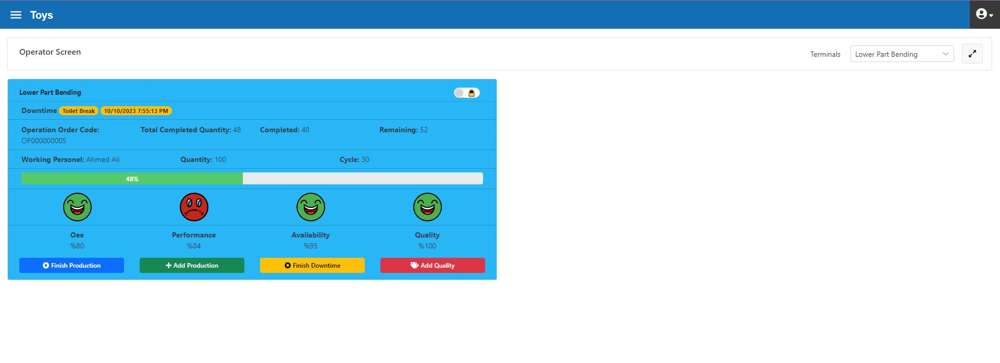 Toys
Operator Screen
Terminals Lower Part Bending
Lower Part Bending
Downtime Toilet Break 10/10/2023 7:55:13 PM
Operation Order Code: Total Completed Quantity: 48 Completed: 48 Remaining: 52
OP000000005
Working Personel: Ahmed Ali Quantity: 100 Cycle: 30
48%
Oee Performance Availability Quality
%80 %84 %95 %100
Finish Production Add Production Finish Downtime Add Quality